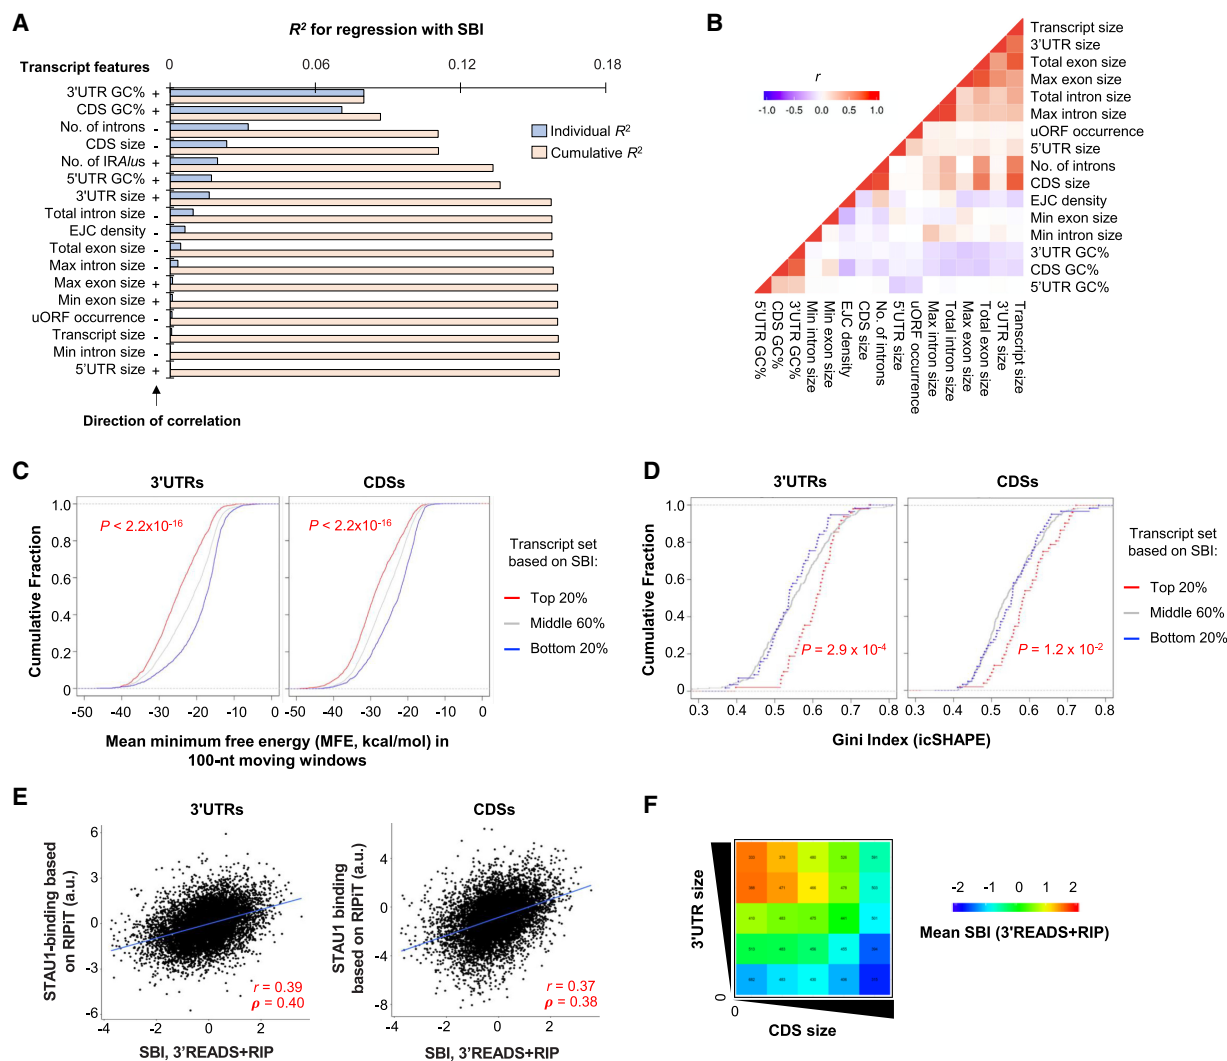 A
R² for regression with SBI
Transcript features
0
0.06
0.12
0.18
3'UTR GC% +
CDS GC% +
No. of introns -
CDS size -
No. of IRAlus +
5'UTR GC% +
3'UTR size +
Total intron size -
EJC density -
Total exon size -
Max intron size -
Max exon size +
Min exon size +
uORF occurrence -
Transcript size -
Min intron size -
5'UTR size +
Individual R²
Cumulative R²
Direction of correlation
B
r
-1.0 -0.5 0.0 0.5 1.0
Transcript size
3'UTR size
Total exon size
Max exon size
Total intron size
Max intron size
uORF occurrence
5'UTR size
No. of introns
CDS size
EJC density
Min exon size
Min intron size
3'UTR GC%
CDS GC%
5'UTR GC%
5'UTR GC%
CDS GC%
3'UTR GC%
Min intron size
Min exon size
EJC density
CDS size
No. of introns
5'UTR size
uORF occurrence
Max intron size
Total intron size
Max exon size
Total exon size
3'UTR size
Transcript size
C
3'UTRs
CDSs
Cumulative Fraction
1.0
0.8
0.6
0.4
0.2
0
P < 2.2x10-16
P < 2.2x10-16
-50 -40 -30 -20 -10 0
-50 -40 -30 -20 -10 0
Mean minimum free energy (MFE, kcal/mol) in
100-nt moving windows
Transcript set
based on SBI:
Top 20%
Middle 60%
Bottom 20%
D
3'UTRs
CDSs
Cumulative Fraction
1.0
0.8
0.6
0.4
0.2
0
P = 2.9 x 10-4
P = 1.2 x 10-2
0.3 0.4 0.5 0.6 0.7 0.8
0.3 0.4 0.5 0.6 0.7 0.8
Gini Index (icSHAPE)
Transcript set
based on SBI:
Top 20%
Middle 60%
Bottom 20%
E
3'UTRs
STAU1-binding based
on RIPiT (a.u.)
6
3
0
-3
-6
r = 0.39
ρ = 0.40
-4 -2 0 2
SBI, 3'READS+RIP
CDSs
STAU1 binding
based on RIPiT (a.u.)
4
0
-4
-8
r = 0.37
ρ = 0.38
-4 -2 0 2
SBI, 3'READS+RIP
F
3'UTR size
0
0
CDS size
-2 -1 0 1 2
Mean SBI (3'READS+RIP)